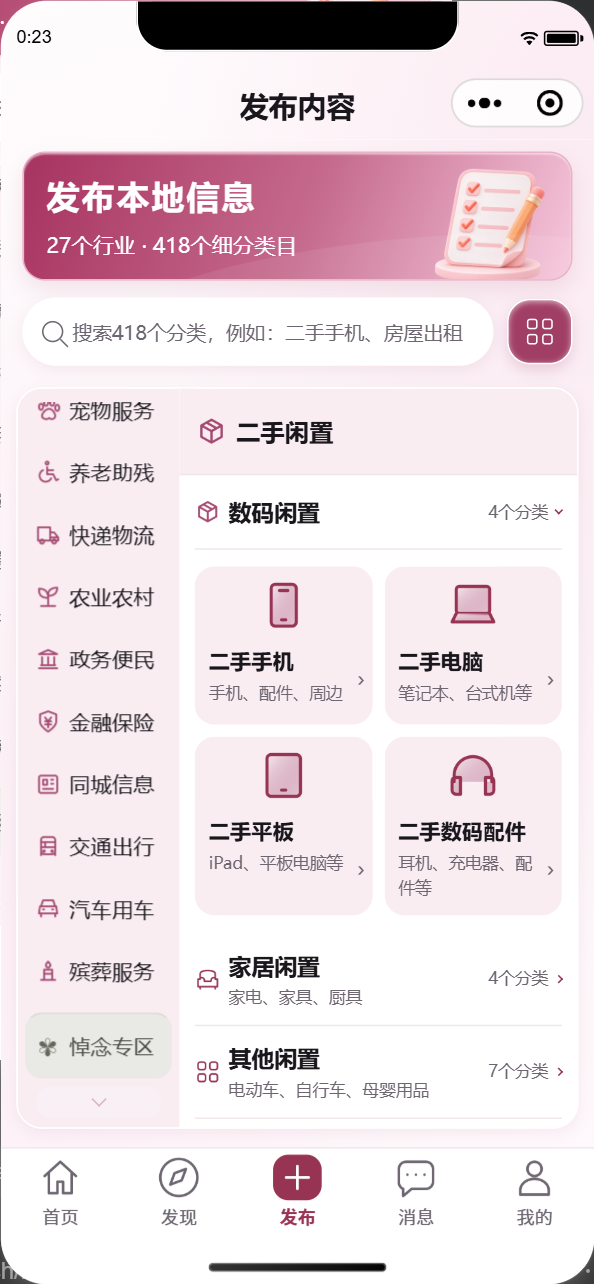 0:23
发布内容
发布本地信息
27个行业 · 418个细分类目
搜索418个分类，例如：二手手机、房屋出租
宠物服务
养老助残
快递物流
农业农村
政务便民
金融保险
同城信息
交通出行
汽车用车
殡葬服务
悼念专区
二手闲置
数码闲置
4个分类
二手手机
手机、配件、周边
二手电脑
笔记本、台式机等
二手平板
iPad、平板电脑等
二手数码配件
耳机、充电器、配
件等
家居闲置
家电、家具、厨具
4个分类
其他闲置
电动车、自行车、母婴用品
7个分类
首页
发现
发布
消息
我的